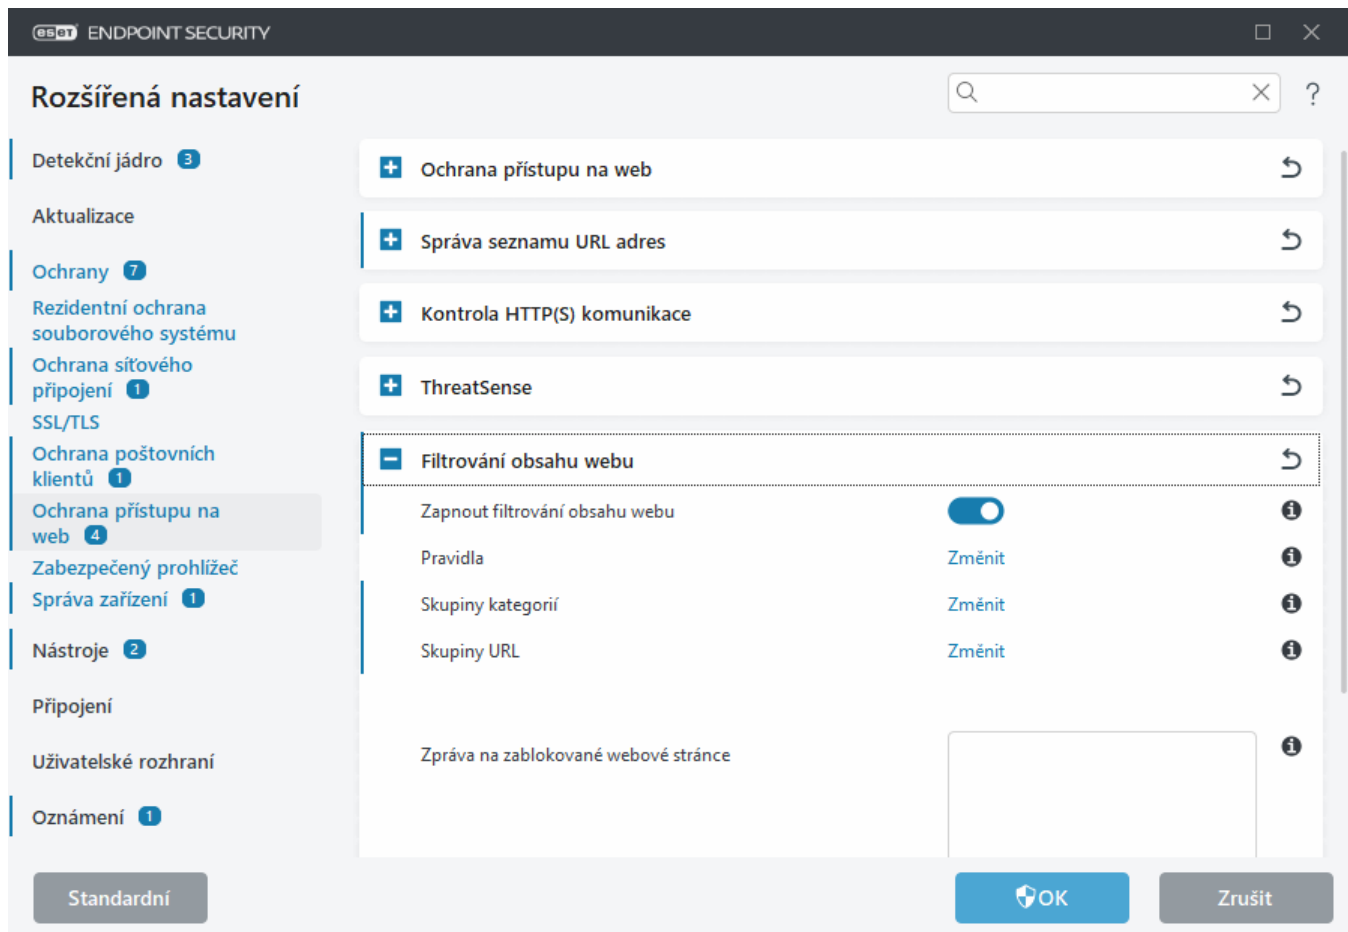 eset ENDPOINT SECURITY
Rozšířená nastavení
?
Detekční jádro 3
Aktualizace
Ochrany 7
Rezidentní ochrana
souborového systému
Ochrana síťového
připojení 1
SSL/TLS
Ochrana poštovních
klientů 1
Ochrana přístupu na
web 4
Zabezpečený prohlížeč
Správa zařízení 1
Nástroje 2
Připojení
Uživatelské rozhraní
Oznámení 1
Ochrana přístupu na web
Správa seznamu URL adres
Kontrola HTTP(S) komunikace
ThreatSense
Filtrování obsahu webu
Zapnout filtrování obsahu webu
Pravidla Změnit
Skupiny kategorií Změnit
Skupiny URL Změnit
Zpráva na zablokované webové stránce
Standardní
OK
Zrušit